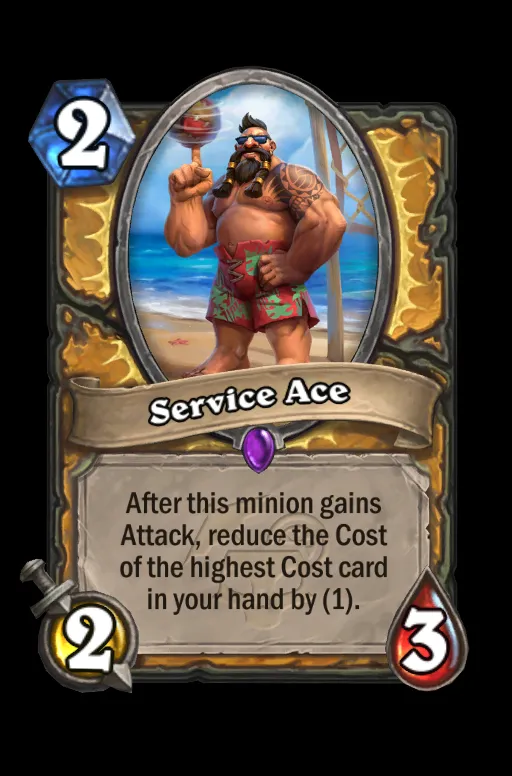 2
Service Ace
After this minion gains
Attack, reduce the Cost
of the highest Cost card
in your hand by (1).
2
3